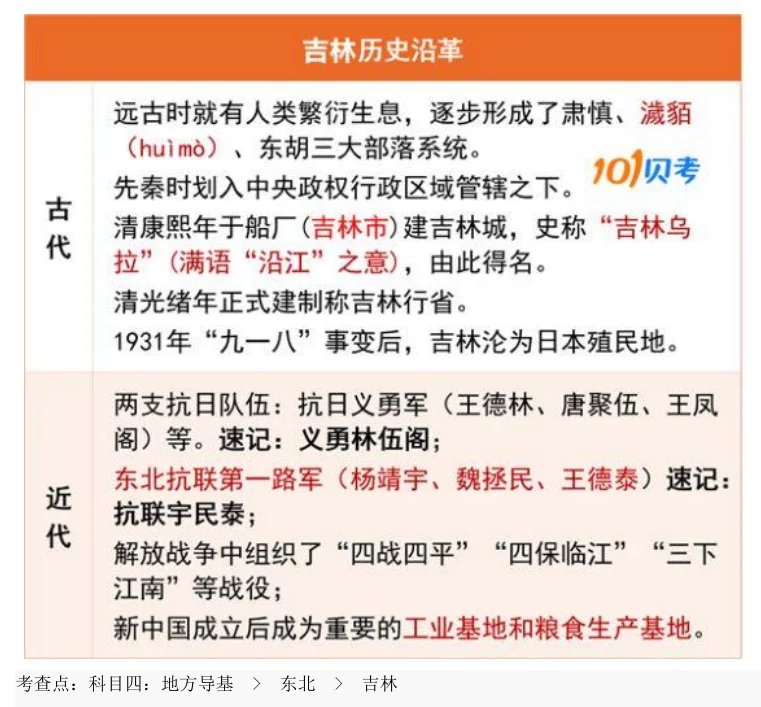 吉林历史沿革
古代
远古时就有人类繁衍生息，逐步形成了肃慎、濊貊
（huìmò）、东胡三大部落系统。
先秦时划入中央政权行政区域管辖之下。
101贝考
清康熙年于船厂(吉林市)建吉林城，史称“吉林乌
拉”(满语“沿江”之意)，由此得名。
清光绪年正式建制称吉林行省。
1931年“九一八”事变后，吉林沦为日本殖民地。
近代
两支抗日队伍：抗日义勇军（王德林、唐聚伍、王凤
阁）等。速记：义勇林伍阁；
东北抗联第一路军（杨靖宇、魏拯民、王德泰）速记：
抗联宇民泰；
解放战争中组织了“四战四平”“四保临江”“三下
江南”等战役；
新中国成立后成为重要的工业基地和粮食生产基地。
考查点：科目四：地方导基 > 东北 > 吉林